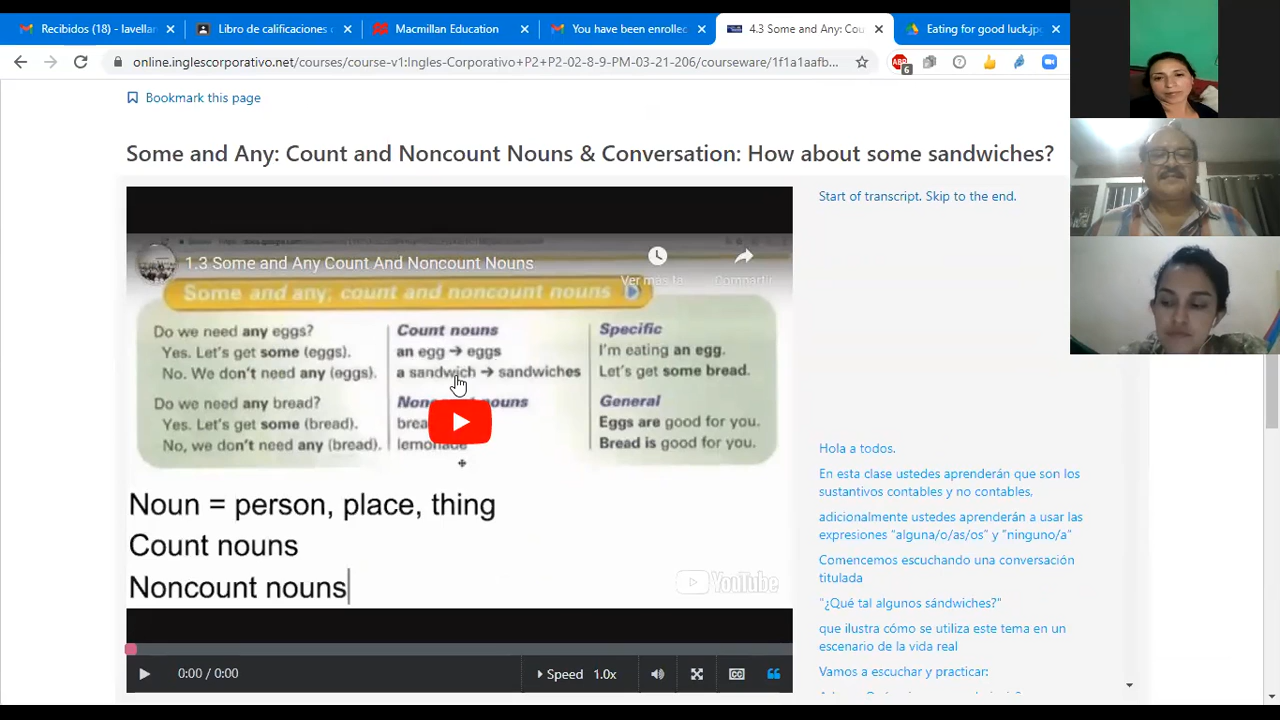 Recibidos (18) - lavellan
Libro de calificaciones
Macmillan Education
You have been enrolled
4.3 Some and Any: Cou
Eating for good luck.jpg
online.inglescorporativo.net/courses/course-v1:Ingles-Corporativo+P2+P2-02-8-9-PM-03-21-206/courseware/1f1a1aafb...
ABP
6
Bookmark this page
Some and Any: Count and Noncount Nouns & Conversation: How about some sandwiches?
1.3 Some and Any Count And Noncount Nouns
Ver más ta
Compartir
Some and any, count and noncount nouns
Do we need any eggs?
Yes. Let's get some (eggs).
No. We don't need any (eggs).
Do we need any bread?
Yes. Let's get some (bread).
No, we don't need any (bread).
Count nouns
an egg → eggs
a sandwich → sandwiches
lemonade
Specific
I'm eating an egg.
Let's get some bread.
General
Eggs are good for you.
Bread is good for you.
Noun = person, place, thing
Count nouns
Noncount nouns
YouTube
0:00 / 0:00
Speed 1.0x
CC
Start of transcript. Skip to the end.
Hola a todos.
En esta clase ustedes aprenderán que son los
sustantivos contables y no contables,
adicionalmente ustedes aprenderán a usar las
expresiones "alguna/o/as/os" y "ninguno/a"
Comencemos escuchando una conversación
titulada
"¿Qué tal algunos sándwiches?"
que ilustra cómo se utiliza este tema en un
escenario de la vida real
Vamos a escuchar y practicar: